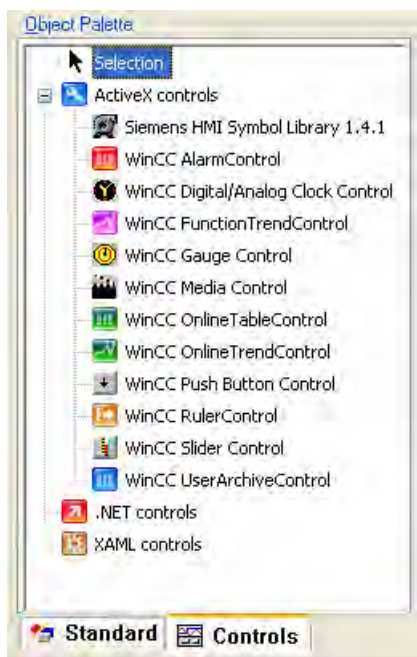 Object Palette
Selection
ActiveX controls
Siemens HMI Symbol Library 1.4.1
WinCC AlarmControl
WinCC Digital/Analog Clock Control
WinCC FunctionTrendControl
WinCC Gauge Control
WinCC Media Control
WinCC OnlineTableControl
WinCC OnlineTrendControl
WinCC Push Button Control
WinCC RulerControl
WinCC Slider Control
WinCC UserArchiveControl
.NET controls
XAML controls
Standard Controls